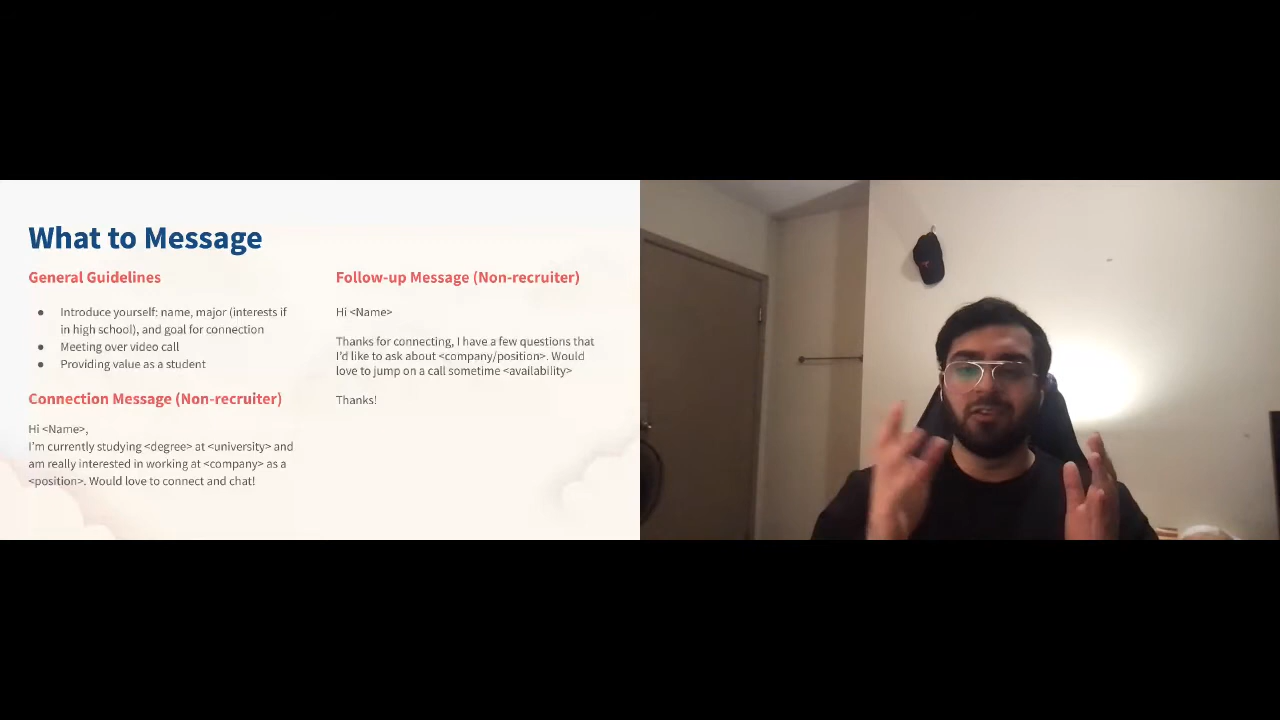 What to Message
General Guidelines
● Introduce yourself: name, major (interests if
in high school), and goal for connection
● Meeting over video call
● Providing value as a student
Connection Message (Non-recruiter)
Hi <Name>,
I'm currently studying <degree> at <university> and
am really interested in working at <company> as a
<position>. Would love to connect and chat!
Follow-up Message (Non-recruiter)
Hi <Name>
Thanks for connecting, I have a few questions that
I'd like to ask about <company/position>. Would
love to jump on a call sometime <availability>
Thanks!